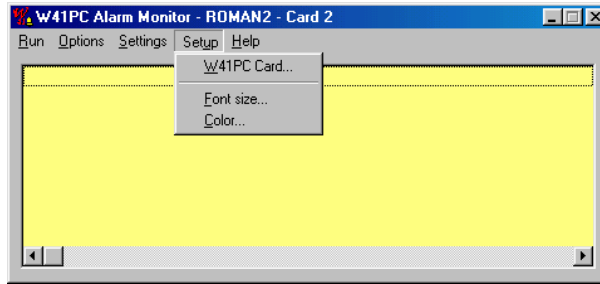 W41PC Alarm Monitor - ROMAN2 - Card 2
Run Options Settings Setup Help
W41PC Card...
Font size...
Color...